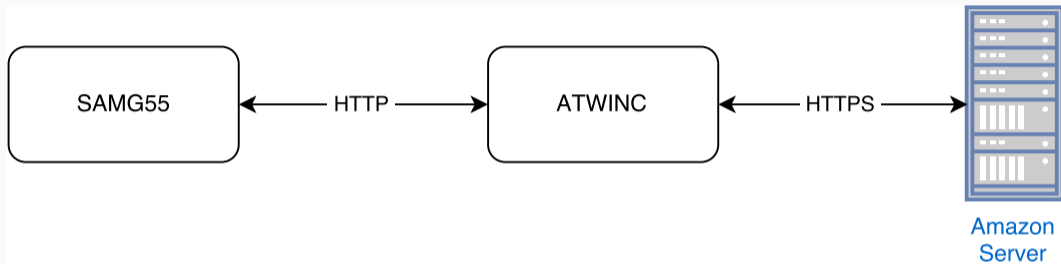 SAMG55
HTTP
ATWINC
HTTPS
Amazon
Server